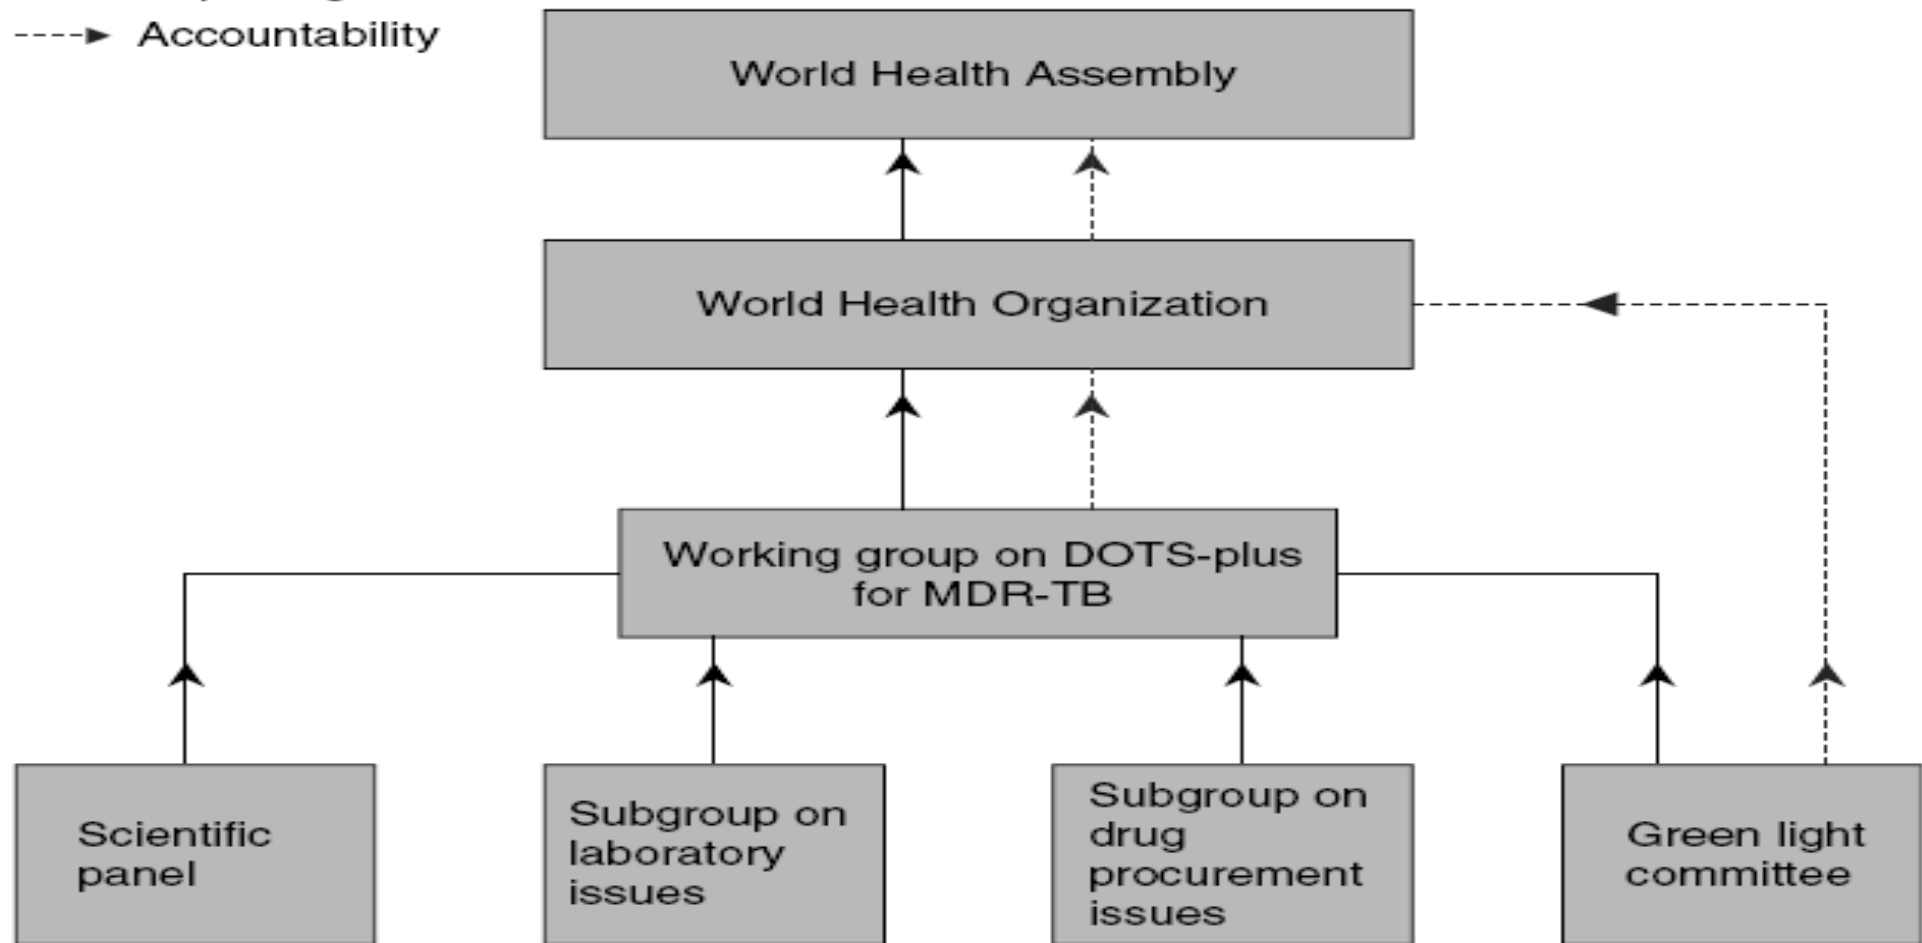 Accountability
World Health Assembly
World Health Organization
Working group on DOTS-plus
for MDR-TB
Scientific
panel
Subgroup on
laboratory
issues
Subgroup on
drug
procurement
issues
Green light
committee